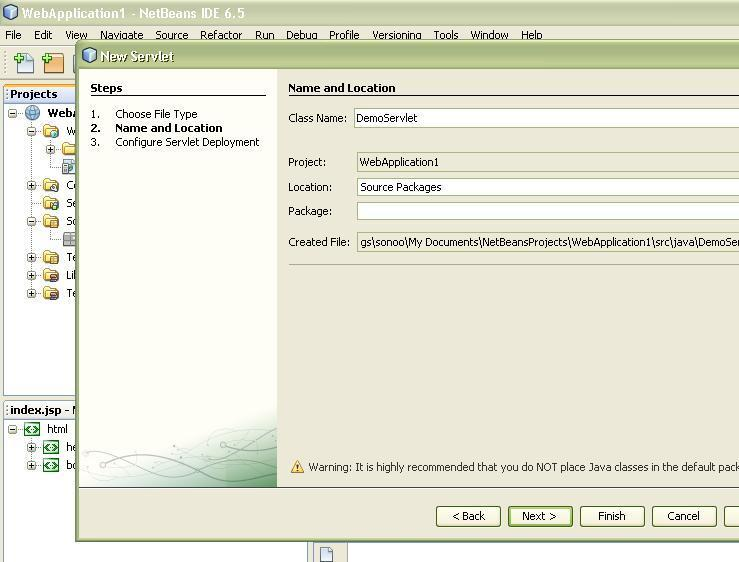 WebApplication1 - NetBeans IDE 6.5
File Edit View Navigate Source Refactor Run Debug Profile Versioning Tools Window Help
New Servlet
Projects
Steps
1. Choose File Type
2. Name and Location
3. Configure Servlet Deployment
Name and Location
Class Name: DemoServlet
Project: WebApplication1
Location: Source Packages
Package:
Created File: gs\sonoo\My Documents\NetBeansProjects\WebApplication1\src\java\DemoSer
Warning: It is highly recommended that you do NOT place Java classes in the default pack
< Back Next > Finish Cancel
index.jsp -
html